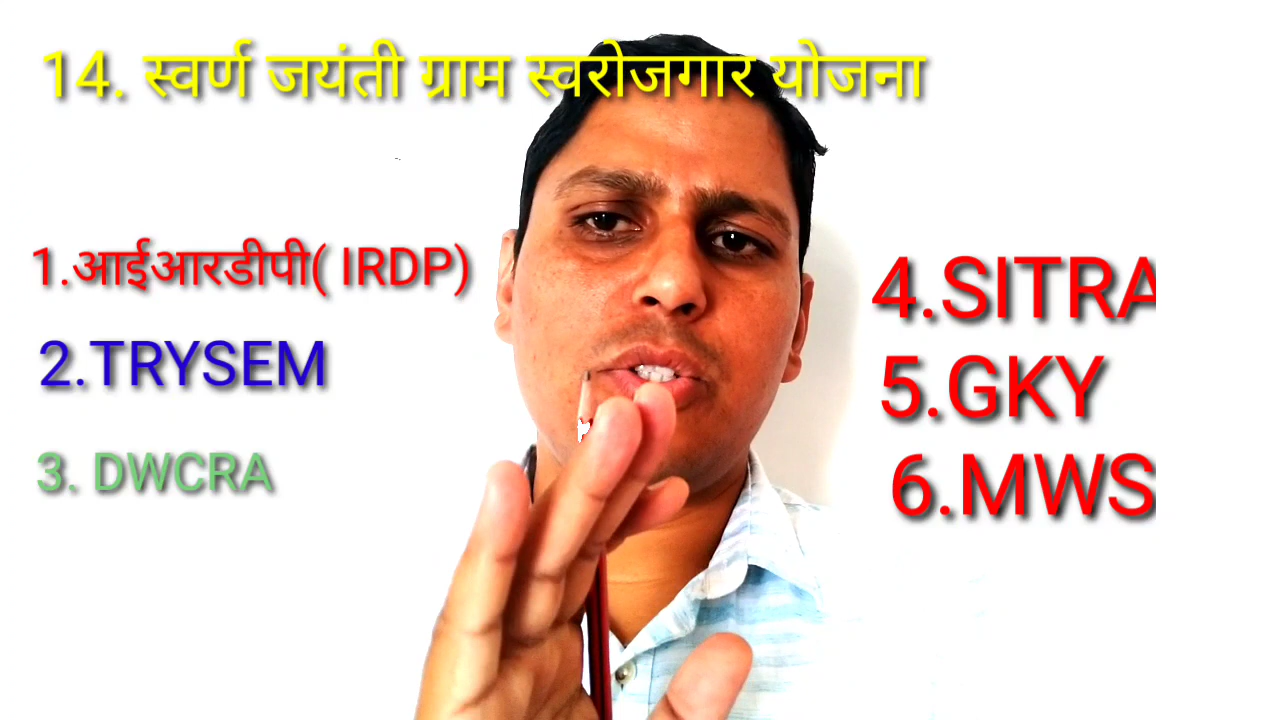 14. स्वर्ण जयंती ग्राम स्वरोजगार योजना
1.आईआरडीपी( IRDP)
2.TRYSEM
3. DWCRA
4.SITRA
5.GKY
6.MWS